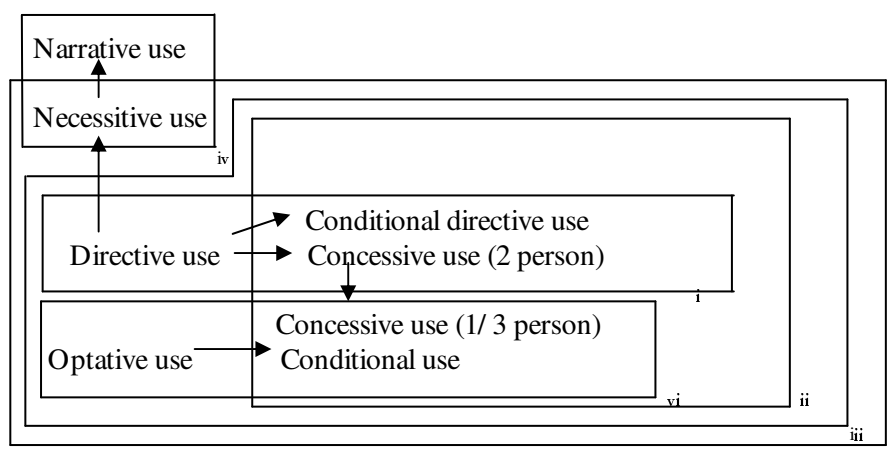 Narrative use
Necessitive use
iv
Conditional directive use
Directive use
Concessive use (2 person)
i
Concessive use (1/ 3 person)
Optative use
Conditional use
vi
ii
iii